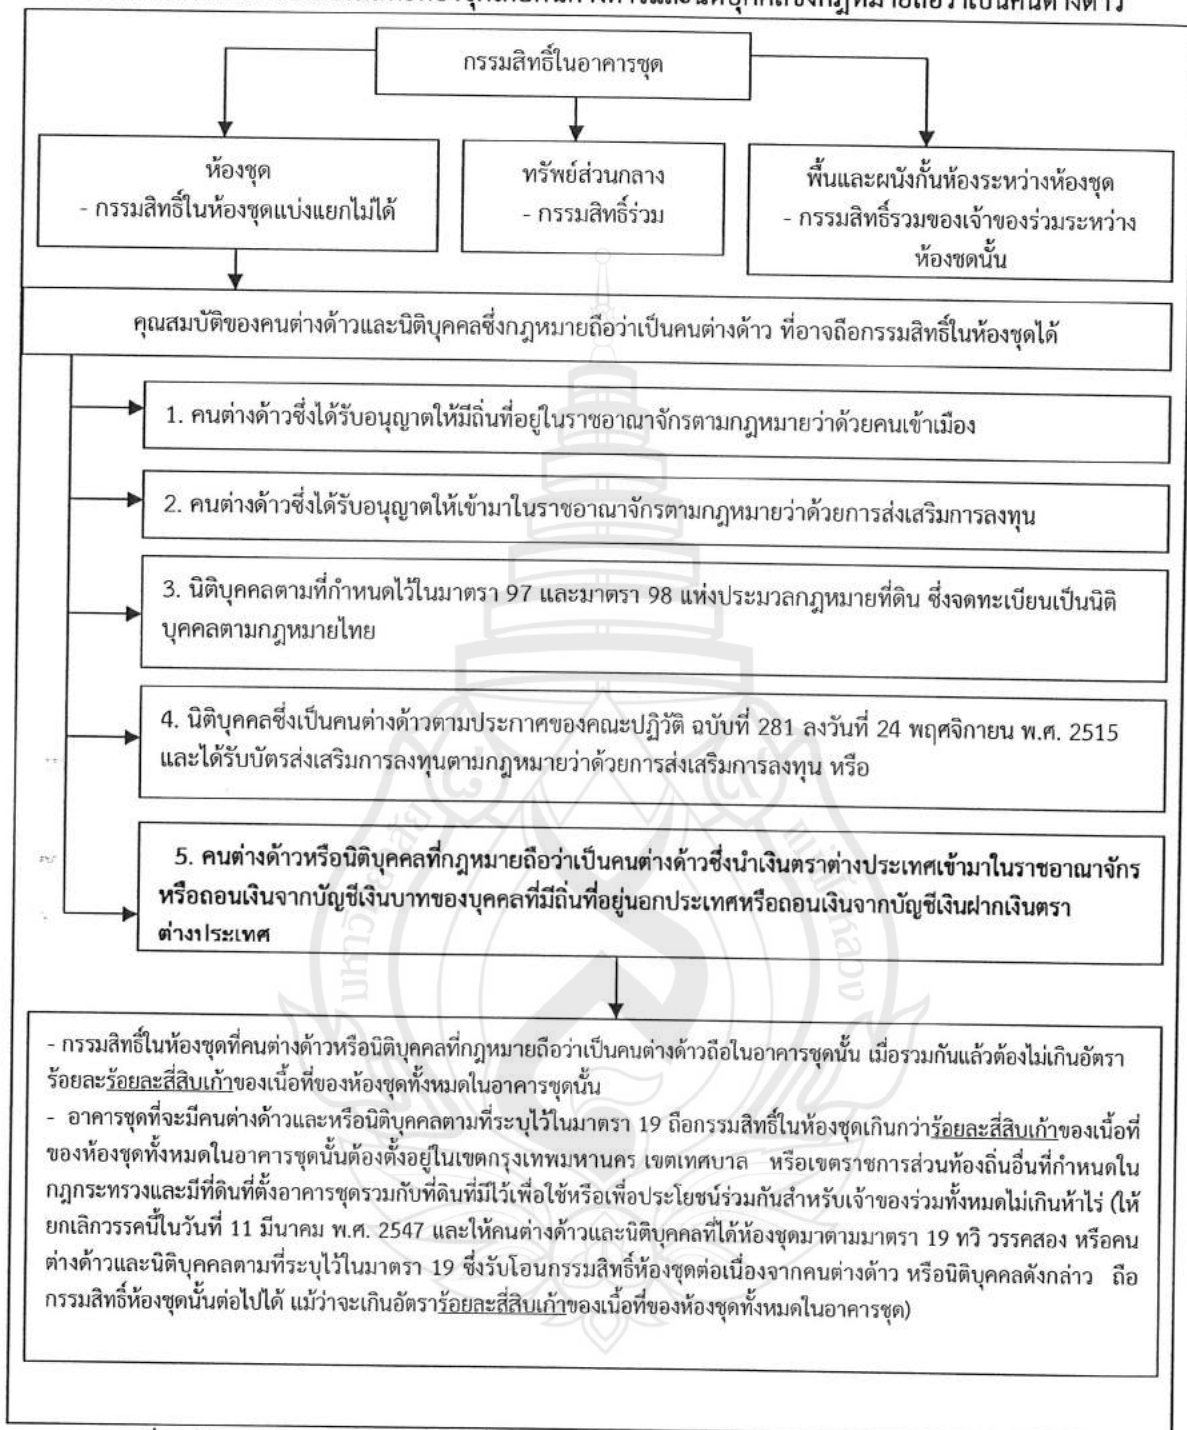 กรรมสิทธิ์ในอาคารชุด
ห้องชุด
- กรรมสิทธิ์ในห้องชุดแบ่งแยกไม่ได้
ทรัพย์ส่วนกลาง
- กรรมสิทธิ์ร่วม
พื้นและผนังกั้นห้องระหว่างห้องชุด
- กรรมสิทธิ์รวมของเจ้าของร่วมระหว่าง
ห้องชดนั้น
คุณสมบัติของคนต่างด้าวและนิติบุคคลซึ่งกฎหมายถือว่าเป็นคนต่างด้าว ที่อาจถือกรรมสิทธิ์ในห้องชุดได้
1. คนต่างด้าวซึ่งได้รับอนุญาตให้มีถิ่นที่อยู่ในราชอาณาจักรตามกฎหมายว่าด้วยคนเข้าเมือง
2. คนต่างด้าวซึ่งได้รับอนุญาตให้เข้ามาในราชอาณาจักรตามกฎหมายว่าด้วยการส่งเสริมการลงทุน
3. นิติบุคคลตามที่กำหนดไว้ในมาตรา 97 และมาตรา 98 แห่งประมวลกฎหมายที่ดิน ซึ่งจดทะเบียนเป็นนิติ
บุคคลตามกฎหมายไทย
4. นิติบุคคลซึ่งเป็นคนต่างด้าวตามประกาศของคณะปฏิวัติ ฉบับที่ 281 ลงวันที่ 24 พฤศจิกายน พ.ศ. 2515
และได้รับบัตรส่งเสริมการลงทุนตามกฎหมายว่าด้วยการส่งเสริมการลงทุน หรือ
5. คนต่างด้าวหรือนิติบุคคลที่กฎหมายถือว่าเป็นคนต่างด้าวซึ่งนำเงินตราต่างประเทศเข้ามาในราชอาณาจักร
หรือถอนเงินจากบัญชีเงินบาทของบุคคลที่มีถิ่นที่อยู่นอกประเทศหรือถอนเงินจากบัญชีเงินฝากเงินตรา
ต่างประเทศ
- กรรมสิทธิ์ในห้องชุดที่คนต่างด้าวหรือนิติบุคคลที่กฎหมายถือว่าเป็นคนต่างด้าวถือในอาคารชุดนั้น เมื่อรวมกันแล้วต้องไม่เกินอัตรา
ร้อยละร้อยละสี่สิบเก้าของเนื้อที่ของห้องชุดทั้งหมดในอาคารชุดนั้น
- อาคารชุดที่จะมีคนต่างด้าวและหรือนิติบุคคลตามที่ระบุไว้ในมาตรา 19 ถือกรรมสิทธิ์ในห้องชุดเกินกว่าร้อยละสี่สิบเก้าของเนื้อที่
ของห้องชุดทั้งหมดในอาคารชุดนั้นต้องตั้งอยู่ในเขตกรุงเทพมหานคร เขตเทศบาล หรือเขตราชการส่วนท้องถิ่นอื่นที่กำหนดใน
กฎกระทรวงและมีที่ดินที่ตั้งอาคารชุดรวมกับที่ดินที่มีไว้เพื่อใช้หรือเพื่อประโยชน์ร่วมกันสำหรับเจ้าของร่วมทั้งหมดไม่เกินห้าไร่ (ให้
ยกเลิกวรรคนี้ในวันที่ 11 มีนาคม พ.ศ. 2547 และให้คนต่างด้าวและนิติบุคคลที่ได้ห้องชุดมาตามมาตรา 19 ทวิ วรรคสอง หรือคน
ต่างด้าวและนิติบุคคลตามที่ระบุไว้ในมาตรา 19 ซึ่งรับโอนกรรมสิทธิ์ห้องชุดต่อเนื่องจากคนต่างด้าว หรือนิติบุคคลดังกล่าว ถือ
กรรมสิทธิ์ห้องชุดนั้นต่อไปได้ แม้ว่าจะเกินอัตราร้อยละสี่สิบเก้าของเนื้อที่ของห้องชุดทั้งหมดในอาคารชุด)